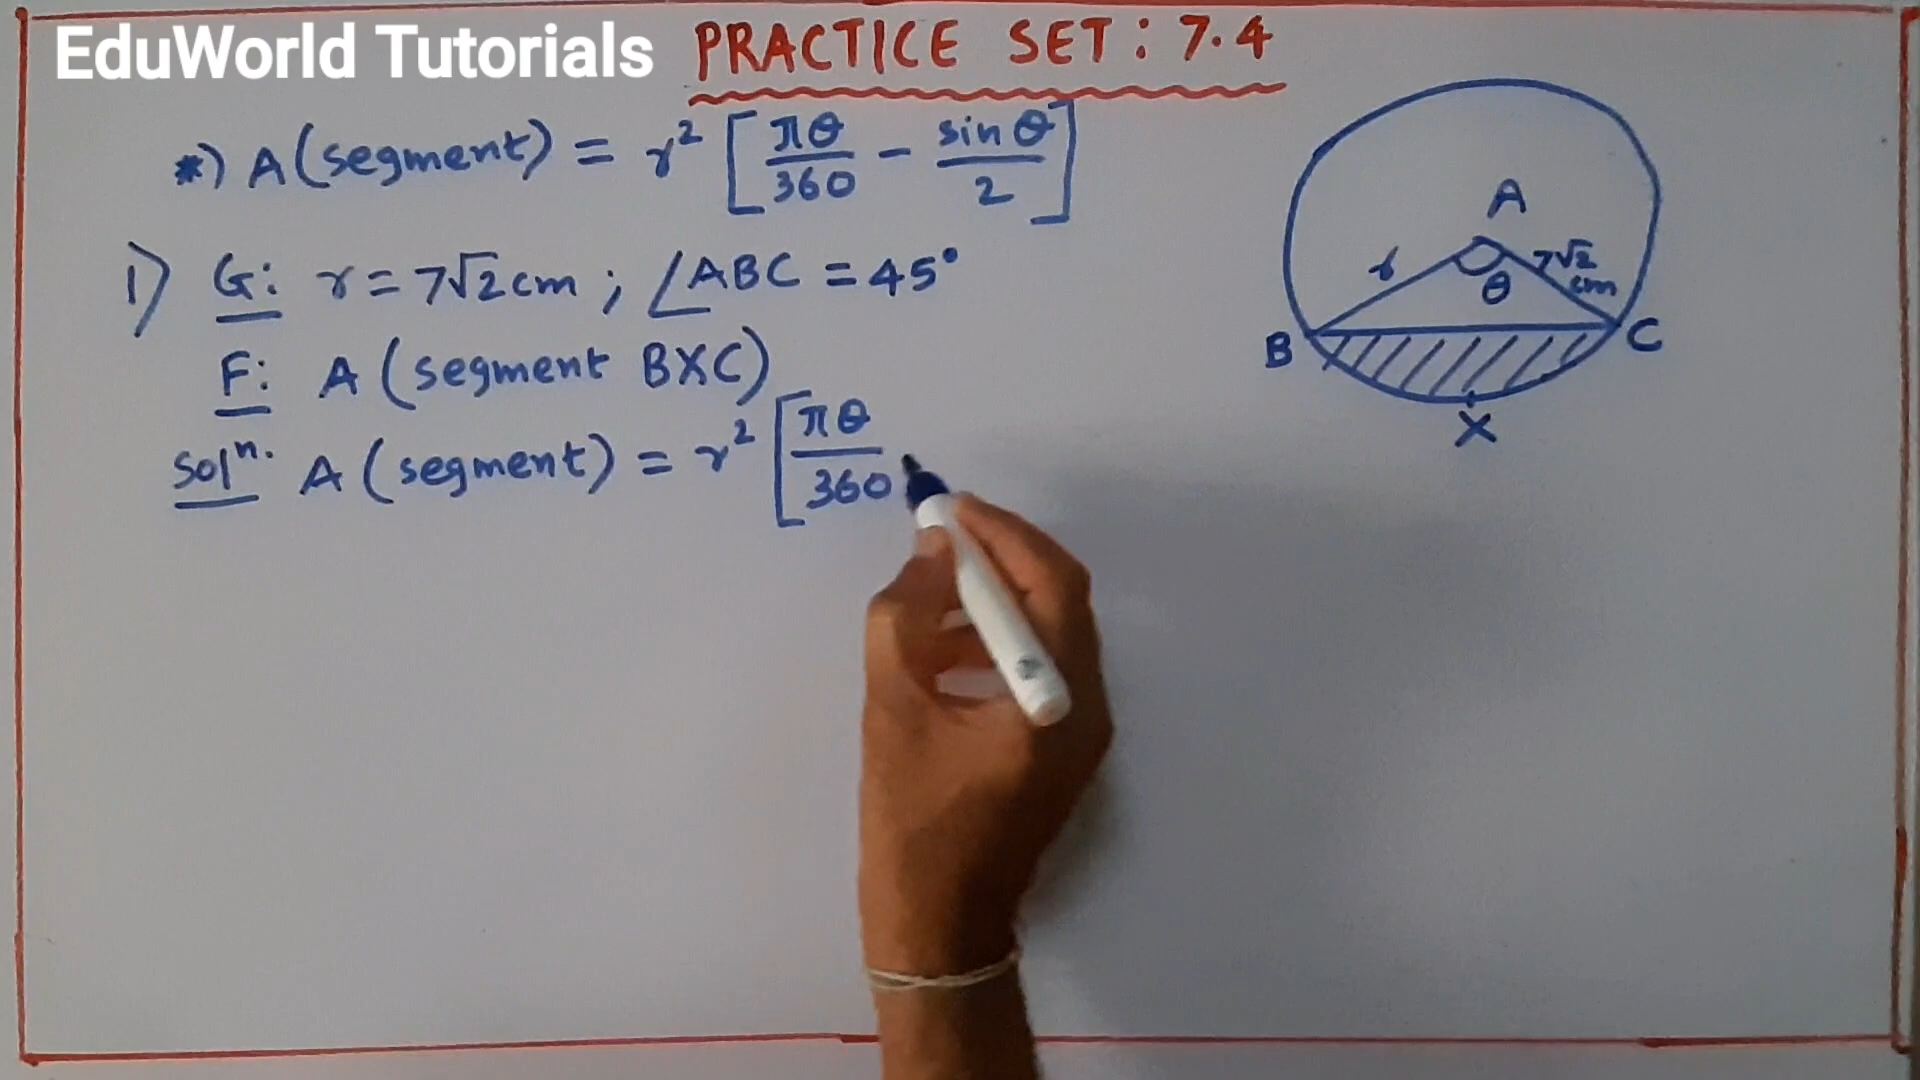 EduWorld Tutorials
PRACTICE SET: 7.4
*) A(segment) = r² [πθ/360 - sinθ/2]
1) G: r = 7√2 cm ; ∠ABC = 45°
F: A (segment BXC)
Solⁿ. A (segment) = r² [πθ/360
A
r
7√2
cm
θ
B
C
X